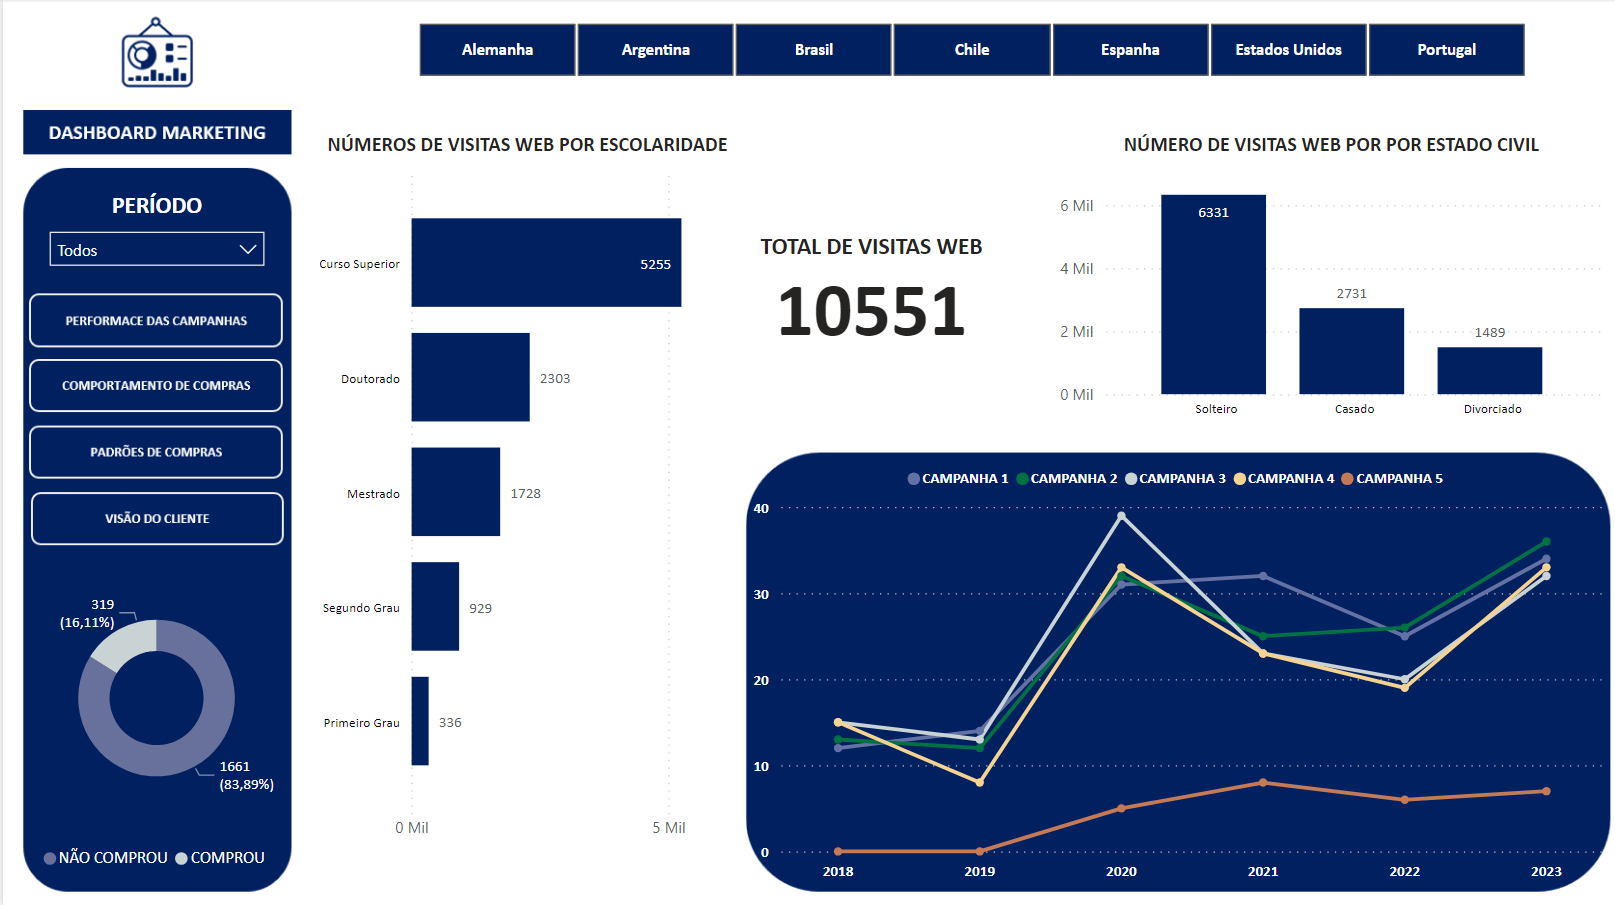 Alemanha
Argentina
Brasil
Chile
Espanha
Estados Unidos
Portugal
DASHBOARD MARKETING
PERÍODO
Todos
PERFORMACE DAS CAMPANHAS
COMPORTAMENTO DE COMPRAS
PADRÕES DE COMPRAS
VISÃO DO CLIENTE
319
(16,11%)
1661
(83,89%)
NÃO COMPROU
COMPROU
NÚMEROS DE VISITAS WEB POR ESCOLARIDADE
Curso Superior
5255
Doutorado
2303
Mestrado
1728
Segundo Grau
929
Primeiro Grau
336
0 Mil
5 Mil
TOTAL DE VISITAS WEB
10551
NÚMERO DE VISITAS WEB POR POR ESTADO CIVIL
6 Mil
4 Mil
2 Mil
0 Mil
6331
2731
1489
Solteiro
Casado
Divorciado
CAMPANHA 1
CAMPANHA 2
CAMPANHA 3
CAMPANHA 4
CAMPANHA 5
40
30
20
10
0
2018
2019
2020
2021
2022
2023